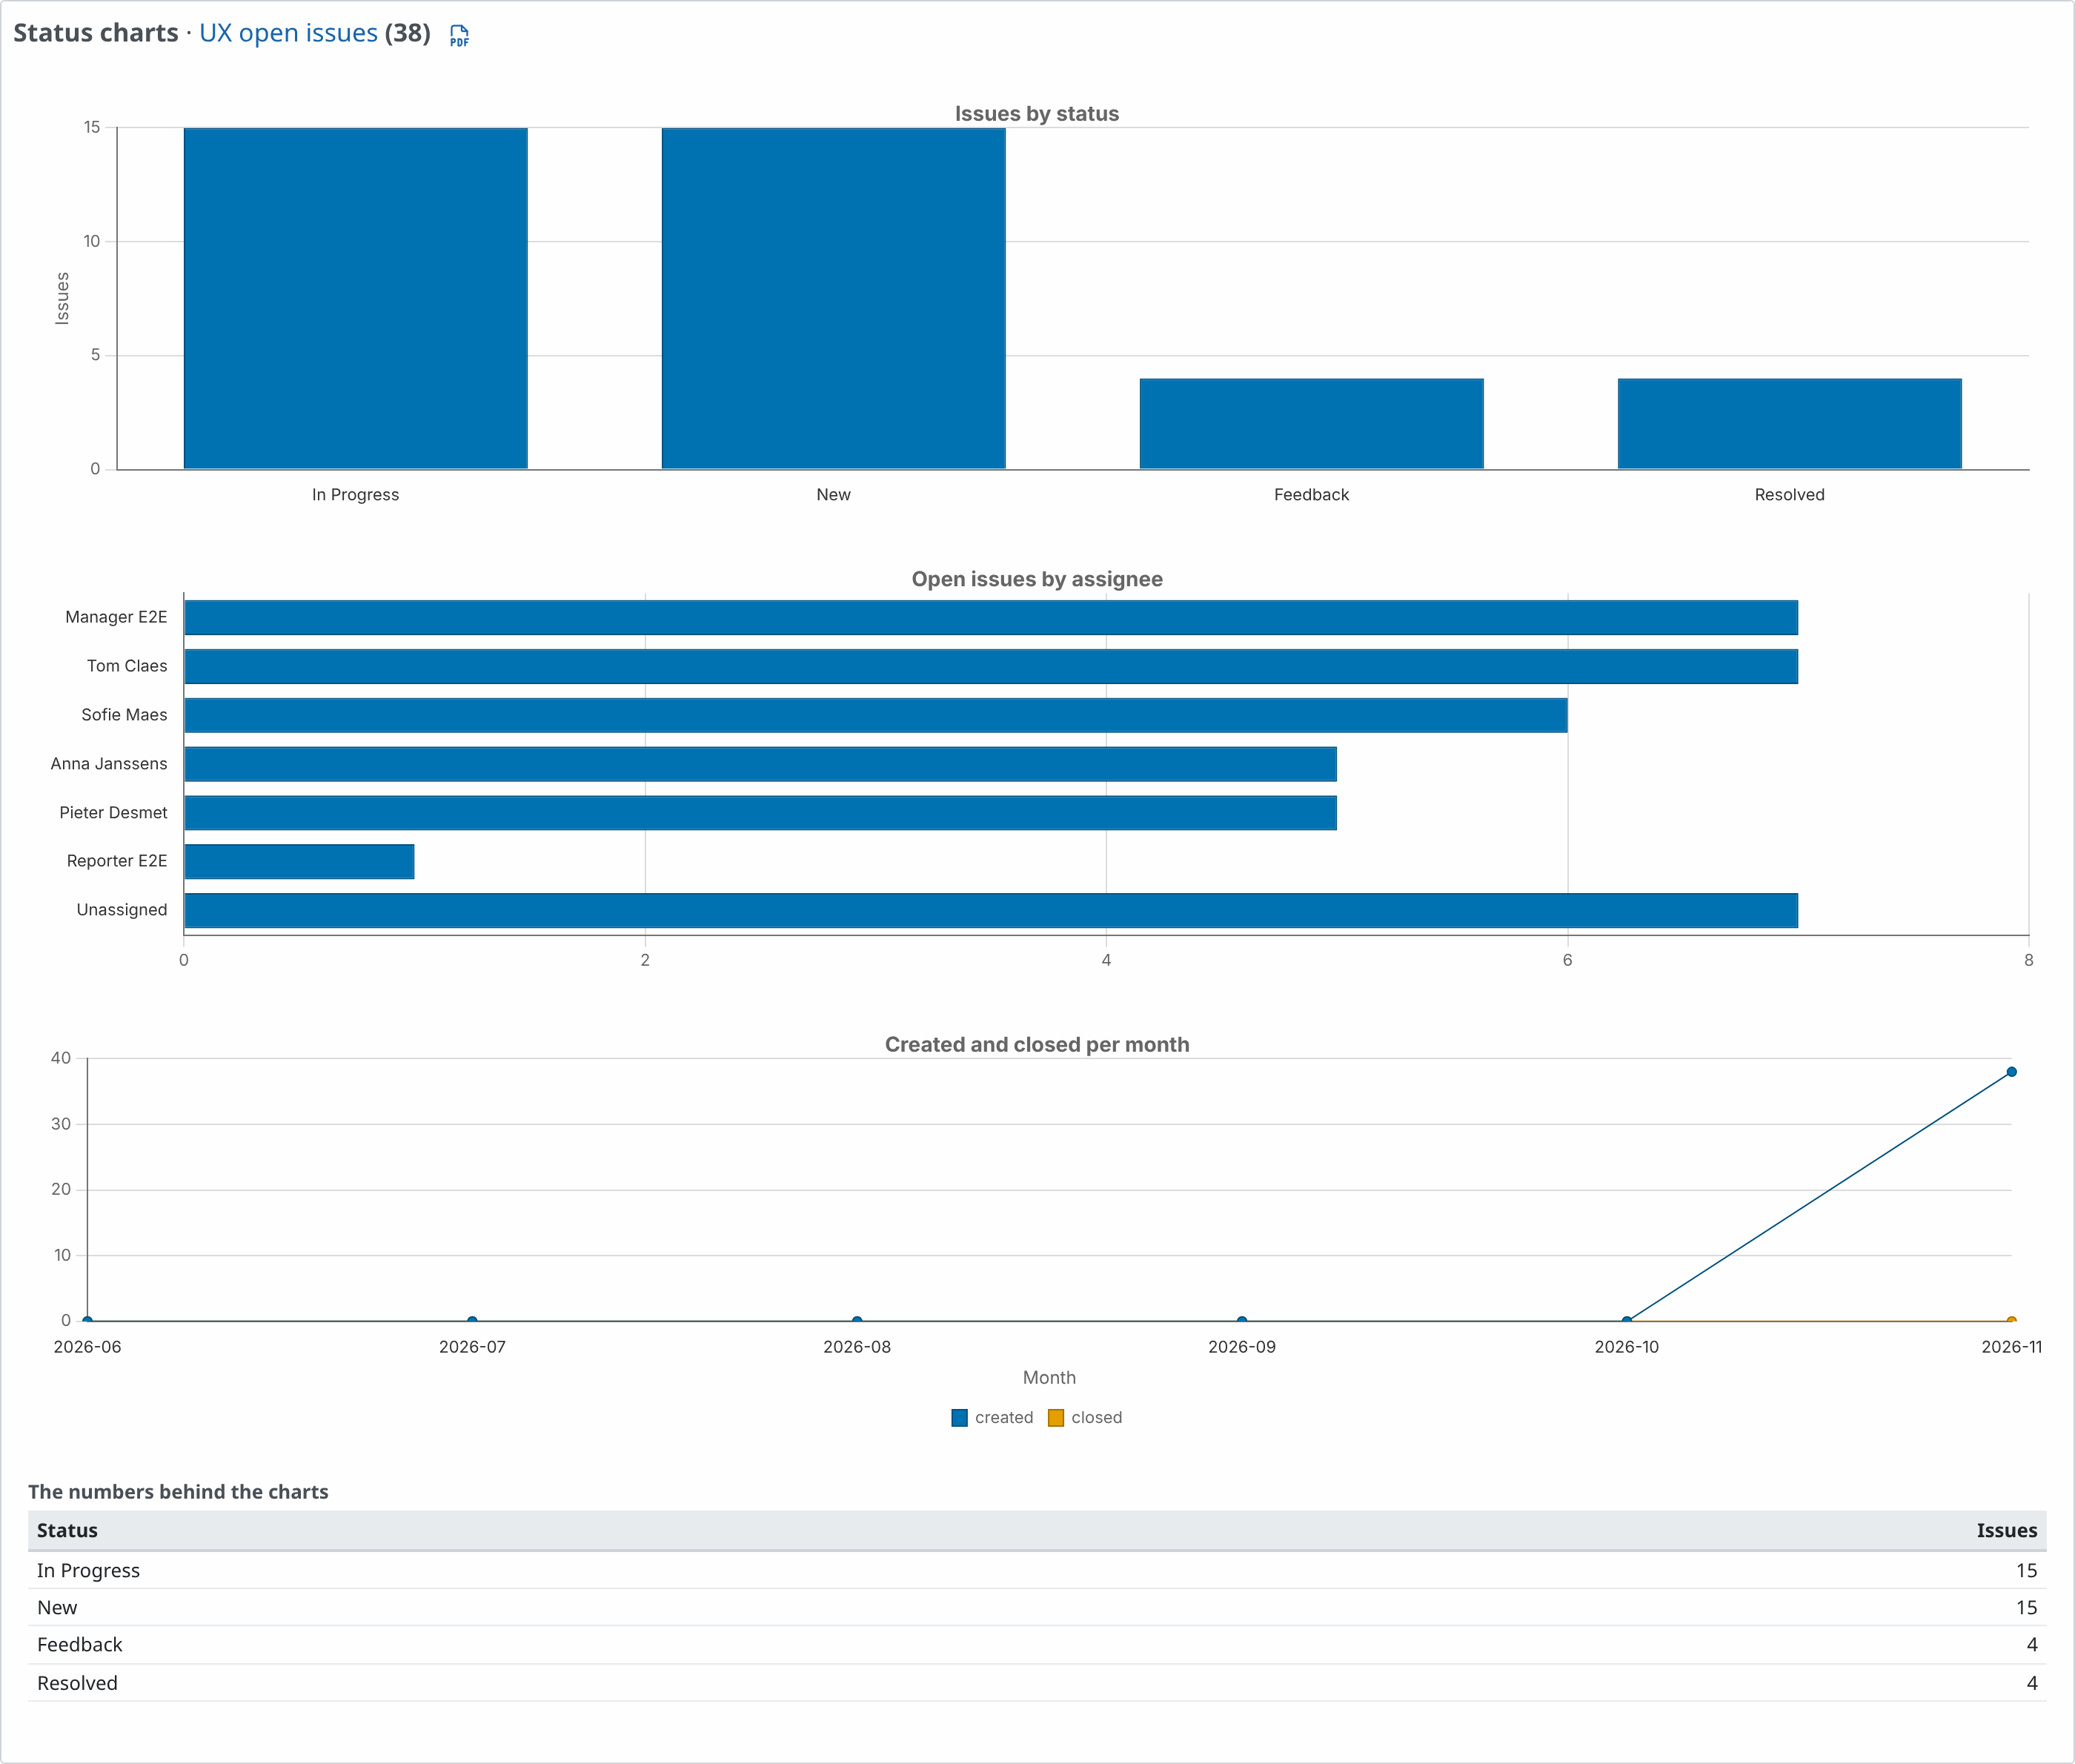 Status charts · UX open issues (38) PDF
Issues by status
15
10
5
0
Issues
In Progress New Feedback Resolved
Open issues by assignee
Manager E2E
Tom Claes
Sofie Maes
Anna Janssens
Pieter Desmet
Reporter E2E
Unassigned
0 2 4 6 8
Created and closed per month
40
30
20
10
0
2026-06 2026-07 2026-08 2026-09 2026-10 2026-11
Month
created closed
The numbers behind the charts
Status Issues
In Progress 15
New 15
Feedback 4
Resolved 4